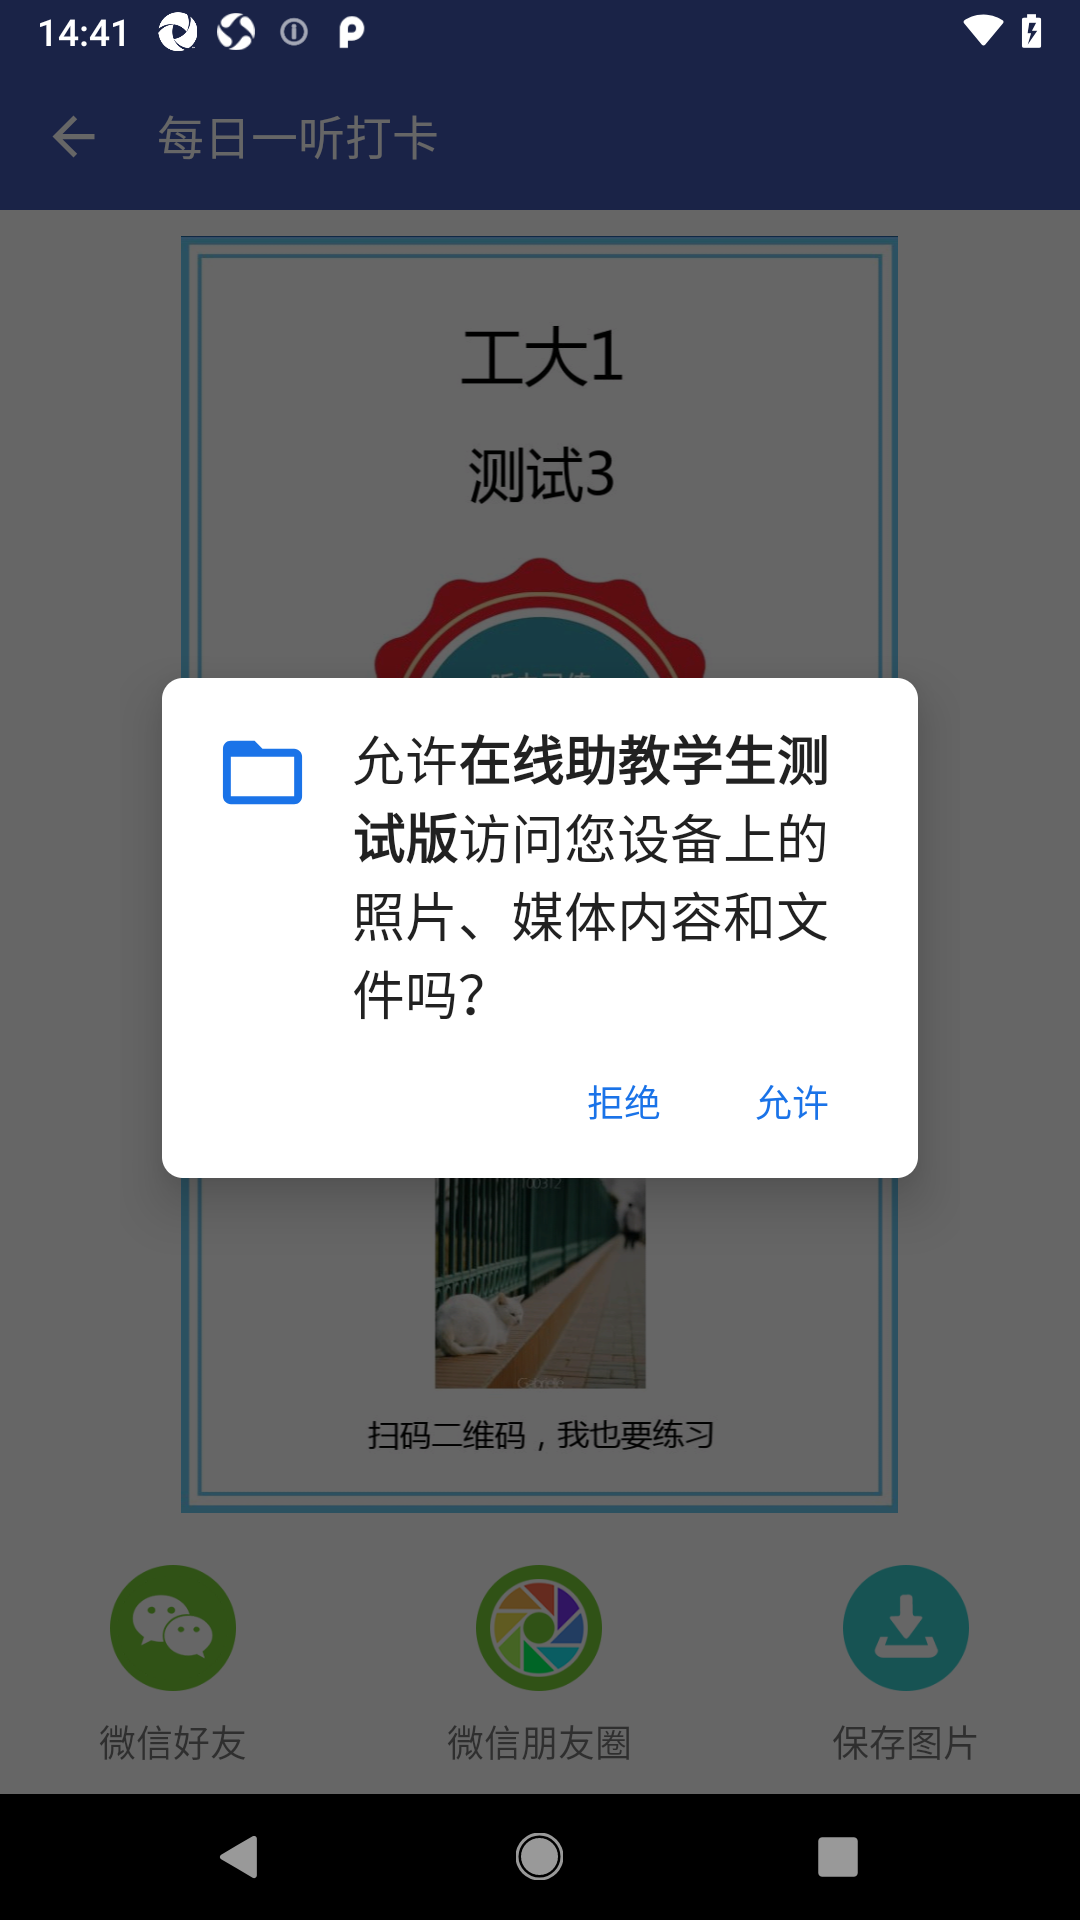 14:41
每日一听打卡
工大1
测试3
允许在线助教学生测
试版访问您设备上的
照片、媒体内容和文
件吗?
拒绝
允许
100312
扫码二维码，我也要练习
微信好友
微信朋友圈
保存图片